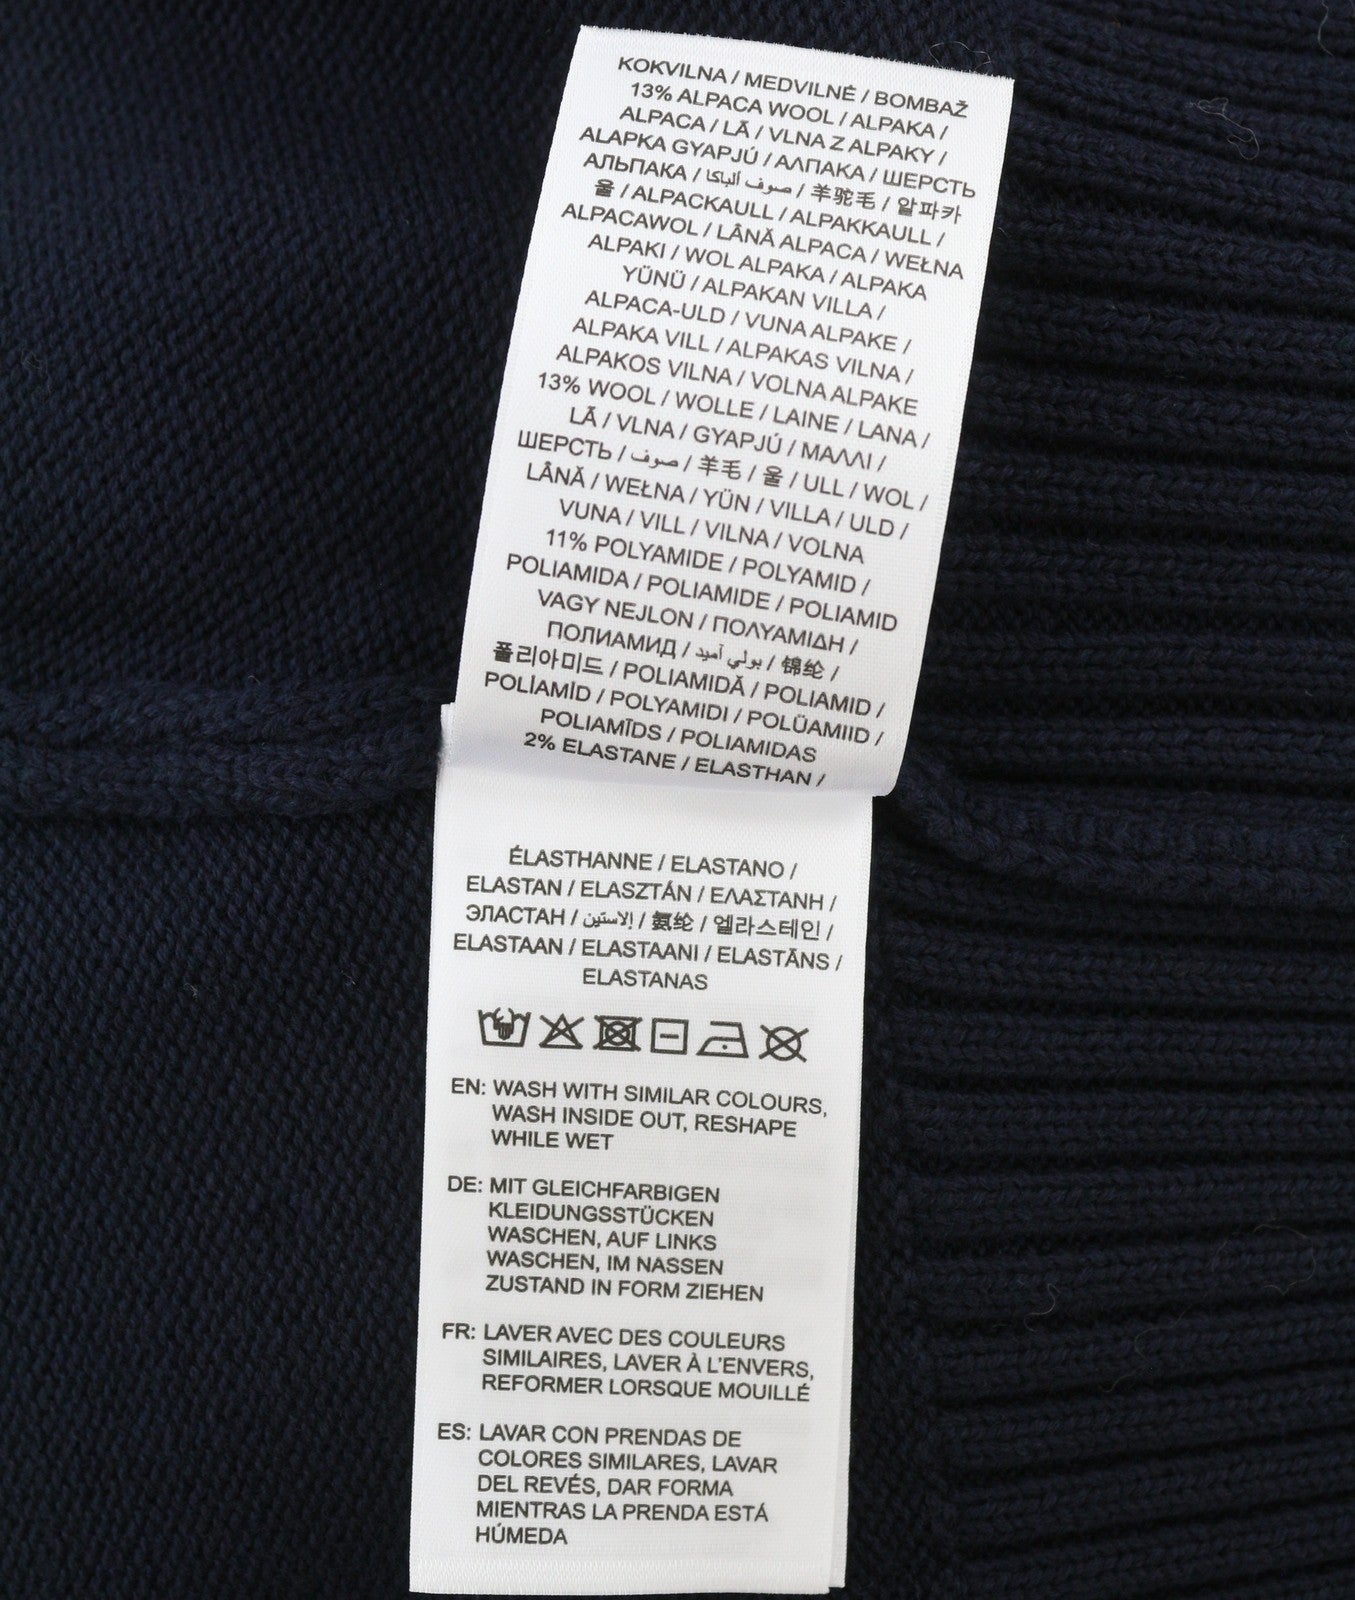 KOKVILNA / MEDVILNĖ / BOMBAŽ
13% ALPACA WOOL / ALPAKA /
ALPACA / LÃ / VLNA Z ALPAKY /
ALAPKA GYAPJÚ / ΑΛΠΑΚΑ / ШЕРСТЬ
АЛЬПАКА / صوف ألباكا / 羊驼毛 / 알파카
울 / ALPACKAULL / ALPAKKAULL /
ALPACAWOL / LÂNĂ ALPACA / WEŁNA
ALPAKI / WOL ALPAKA / ALPAKA
YÜNÜ / ALPAKAN VILLA /
ALPACA-ULD / VUNA ALPAKE /
ALPAKA VILL / ALPAKAS VILNA /
ALPAKOS VILNA / VOLNA ALPAKE
13% WOOL / WOLLE / LAINE / LANA /
LÃ / VLNA / GYAPJÚ / ΜΑΛΛΙ /
ШЕРСТЬ / صوف / 羊毛 / 울 / ULL / WOL /
LÂNĂ / WEŁNA / YÜN / VILLA / ULD /
VUNA / VILL / VILNA / VOLNA
11% POLYAMIDE / POLYAMID /
POLIAMIDA / POLIAMIDE / POLIAMID
VAGY NEJLON / ΠΟΛΥΑΜΙΔΗ /
ПОЛИАМИД / بولي أميد / 锦纶 /
폴리아미드 / POLIAMIDĂ / POLIAMID /
POLİAMİD / POLYAMIDI / POLÜAMIID /
POLIAMĪDS / POLIAMIDAS
2% ELASTANE / ELASTHAN /
ÉLASTHANNE / ELASTANO /
ELASTAN / ELASZTÁN / ΕΛΑΣΤΑΝΗ /
ЭЛАСТАН / الاستين / 氨纶 / 엘라스테인 /
ELASTAAN / ELASTAANI / ELASTĀNS /
ELASTANAS
EN: WASH WITH SIMILAR COLOURS,
WASH INSIDE OUT, RESHAPE
WHILE WET
DE: MIT GLEICHFARBIGEN
KLEIDUNGSSTÜCKEN
WASCHEN, AUF LINKS
WASCHEN, IM NASSEN
ZUSTAND IN FORM ZIEHEN
FR: LAVER AVEC DES COULEURS
SIMILAIRES, LAVER À L'ENVERS,
REFORMER LORSQUE MOUILLÉ
ES: LAVAR CON PRENDAS DE
COLORES SIMILARES, LAVAR
DEL REVÉS, DAR FORMA
MIENTRAS LA PRENDA ESTÁ
HÚMEDA